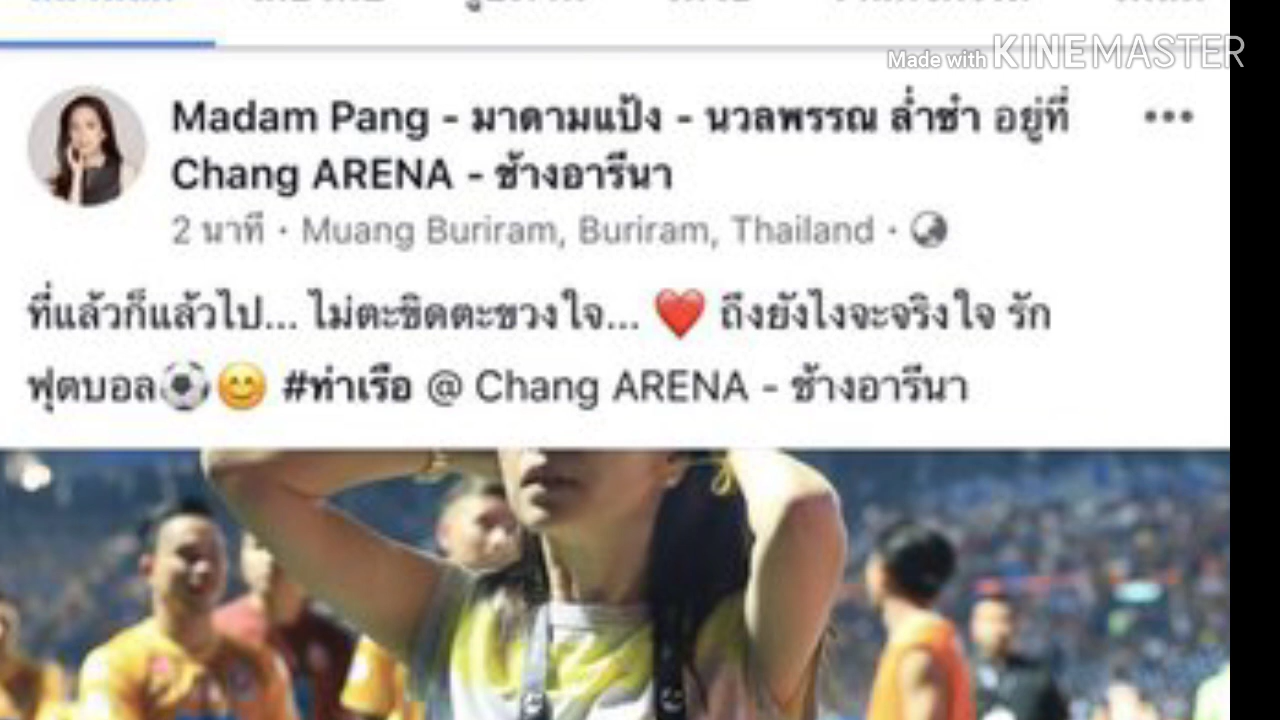 Made with KINEMASTER
Madam Pang - มาดามแป้ง - นวลพรรณ ล่ำซำ อยู่ที่
Chang ARENA - ช้างอารีนา
2 นาที · Muang Buriram, Buriram, Thailand ·
ที่แล้วก็แล้วไป... ไม่ตะขิดตะขวงใจ... ❤️ ถึงยังไงจะจริงใจ รัก
ฟุตบอล⚽😊 #ท่าเรือ @ Chang ARENA - ช้างอารีนา